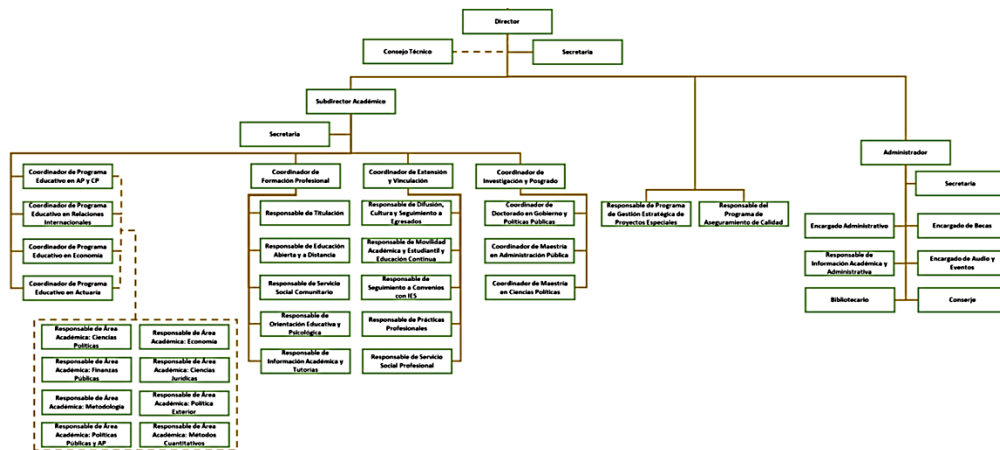 Director
Consejo Técnico
Secretaria
Subdirector Académico
Secretaria
Administrador
Secretaria
Coordinador de Programa
Educativo en AP y CP
Coordinador de Programa
Educativo en Relaciones
Internacionales
Coordinador de Programa
Educativo en Economía
Coordinador de Programa
Educativo en Actuaría
Coordinador de
Formación Profesional
Responsable de Titulación
Responsable de Educación
Abierta y a Distancia
Responsable de Servicio
Social Comunitario
Responsable de
Orientación Educativa y
Psicológica
Responsable de
Información Académica y
Tutorías
Coordinador de Extensión
y Vinculación
Responsable de Difusión,
Cultura y Seguimiento a
Egresados
Responsable de Movilidad
Académica y Estudiantil y
Educación Continua
Responsable de
Seguimiento a Convenios
con IES
Responsable de Prácticas
Profesionales
Responsable de Servicio
Social Profesional
Coordinador de
Investigación y Posgrado
Coordinador de
Doctorado en Gobierno y
Políticas Públicas
Coordinador de Maestría
en Administración Pública
Coordinador de Maestría
en Ciencias Políticas
Responsable de Programa
de Gestión Estratégica de
Proyectos Especiales
Responsable del
Programa de
Aseguramiento de Calidad
Encargado Administrativo
Encargado de Becas
Responsable de
Información Académica y
Administrativa
Encargado de Audio y
Eventos
Bibliotecario
Conserje
Responsable de Área
Académica: Ciencias
Políticas
Responsable de Área
Académica: Economía
Responsable de Área
Académica: Finanzas
Públicas
Responsable de Área
Académica: Ciencias
Jurídicas
Responsable de Área
Académica: Metodología
Responsable de Área
Académica: Política
Exterior
Responsable de Área
Académica: Políticas
Públicas y AP
Responsable de Área
Académica: Métodos
Cuantitativos